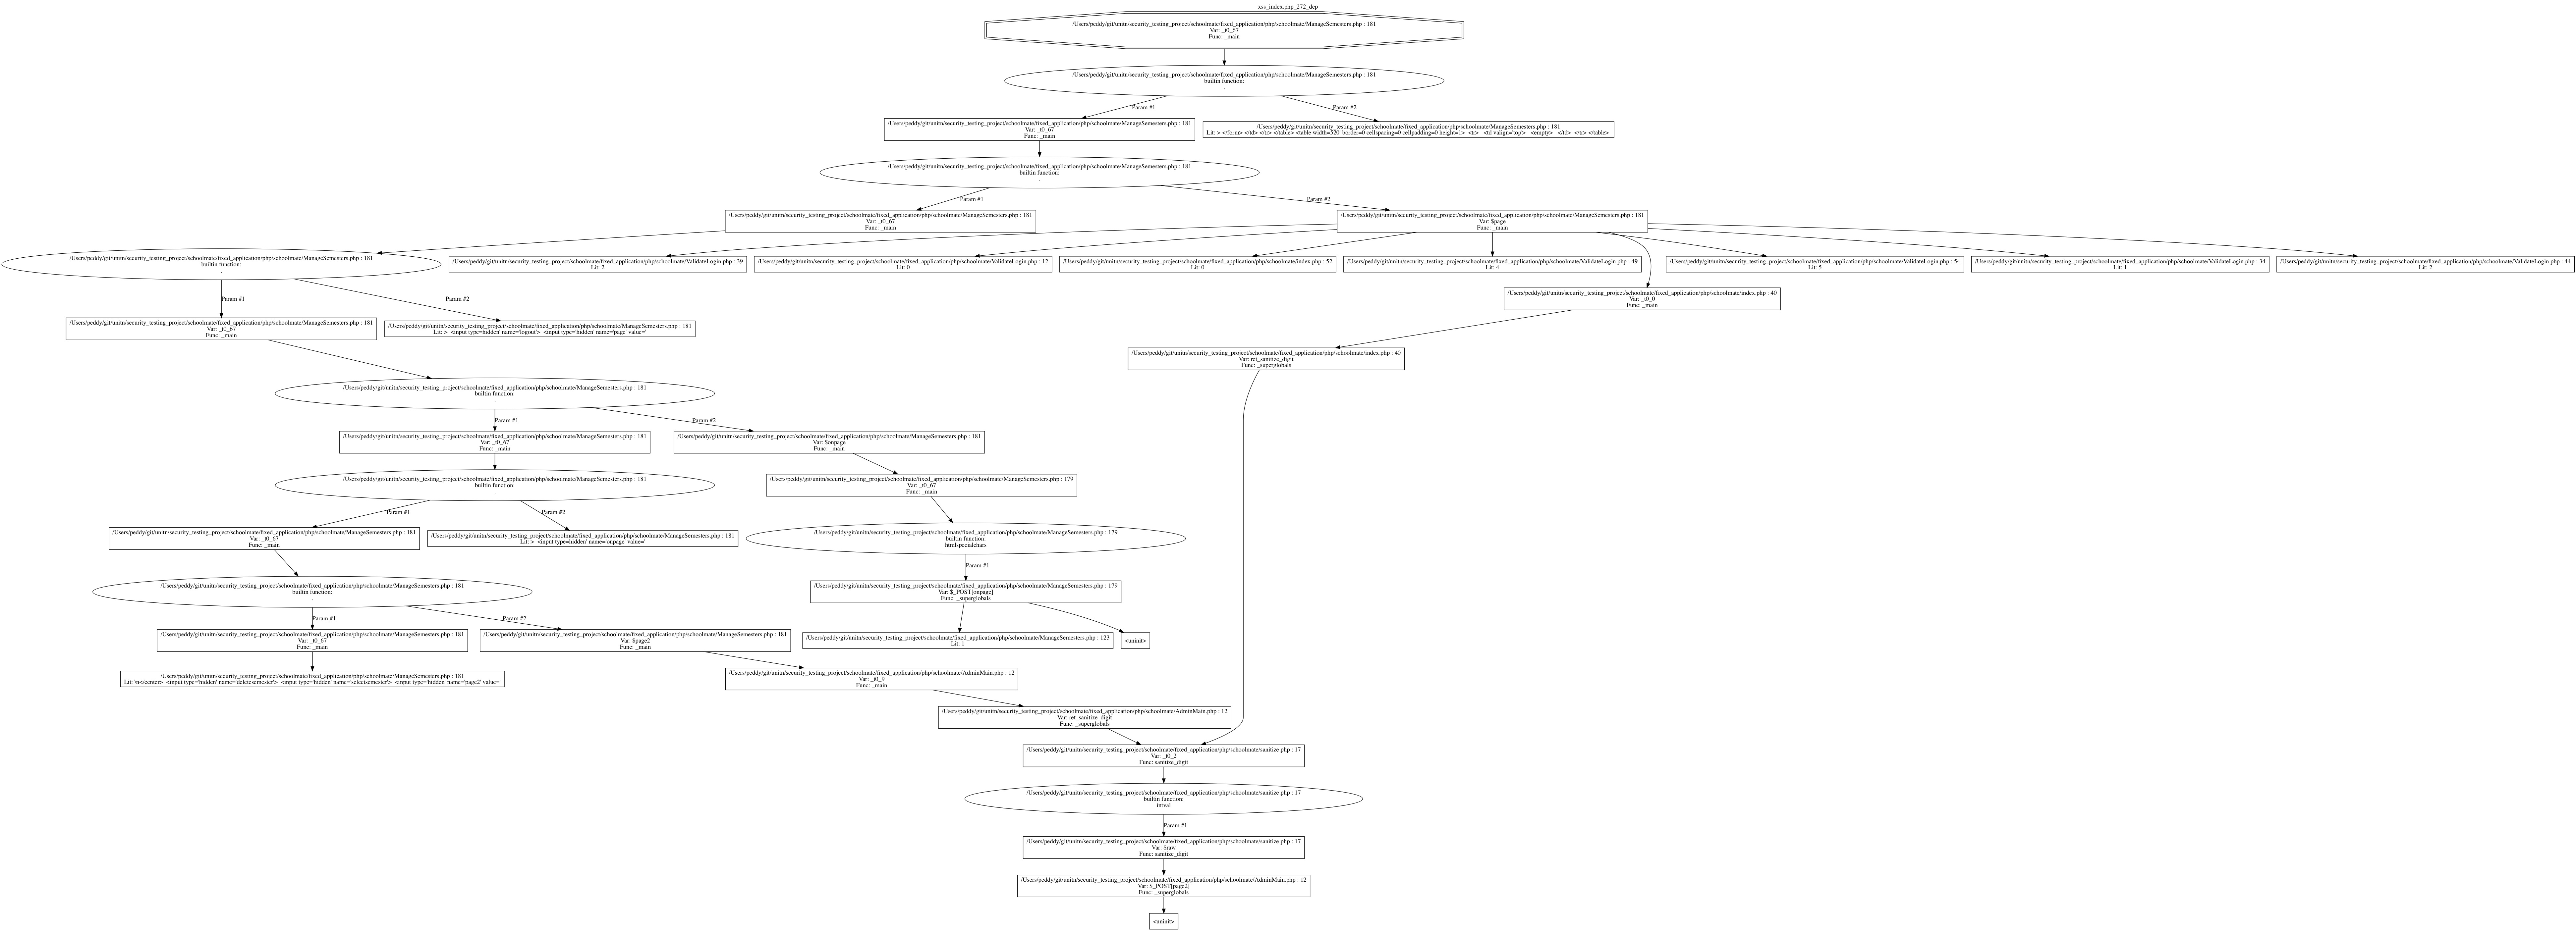 xss_index.php_272_dep
/Users/peddy/git/unitn/security_testing_project/schoolmate/fixed_application/php/schoolmate/ManageSemesters.php : 181
Var: _t0_67
Func: _main
/Users/peddy/git/unitn/security_testing_project/schoolmate/fixed_application/php/schoolmate/ManageSemesters.php : 181
builtin function:
.
Param #1
Param #2
/Users/peddy/git/unitn/security_testing_project/schoolmate/fixed_application/php/schoolmate/ManageSemesters.php : 181
Var: _t0_67
Func: _main
/Users/peddy/git/unitn/security_testing_project/schoolmate/fixed_application/php/schoolmate/ManageSemesters.php : 181
Lit: > </form> </td> </tr> </table> <table width=520' border=0 cellspacing=0 cellpadding=0 height=1> <tr> <td valign='top'> <empty> </td> </tr> </table>
/Users/peddy/git/unitn/security_testing_project/schoolmate/fixed_application/php/schoolmate/ManageSemesters.php : 181
builtin function:
.
Param #1
Param #2
/Users/peddy/git/unitn/security_testing_project/schoolmate/fixed_application/php/schoolmate/ManageSemesters.php : 181
Var: _t0_67
Func: _main
/Users/peddy/git/unitn/security_testing_project/schoolmate/fixed_application/php/schoolmate/ManageSemesters.php : 181
Var: $page
Func: _main
/Users/peddy/git/unitn/security_testing_project/schoolmate/fixed_application/php/schoolmate/ManageSemesters.php : 181
builtin function:
.
/Users/peddy/git/unitn/security_testing_project/schoolmate/fixed_application/php/schoolmate/ValidateLogin.php : 39
Lit: 2
/Users/peddy/git/unitn/security_testing_project/schoolmate/fixed_application/php/schoolmate/ValidateLogin.php : 12
Lit: 0
/Users/peddy/git/unitn/security_testing_project/schoolmate/fixed_application/php/schoolmate/index.php : 52
Lit: 0
/Users/peddy/git/unitn/security_testing_project/schoolmate/fixed_application/php/schoolmate/ValidateLogin.php : 49
Lit: 4
/Users/peddy/git/unitn/security_testing_project/schoolmate/fixed_application/php/schoolmate/ValidateLogin.php : 54
Lit: 5
/Users/peddy/git/unitn/security_testing_project/schoolmate/fixed_application/php/schoolmate/ValidateLogin.php : 34
Lit: 1
/Users/peddy/git/unitn/security_testing_project/schoolmate/fixed_application/php/schoolmate/ValidateLogin.php : 44
Lit: 2
Param #1
Param #2
/Users/peddy/git/unitn/security_testing_project/schoolmate/fixed_application/php/schoolmate/index.php : 40
Var: _t0_0
Func: _main
/Users/peddy/git/unitn/security_testing_project/schoolmate/fixed_application/php/schoolmate/ManageSemesters.php : 181
Var: _t0_67
Func: _main
/Users/peddy/git/unitn/security_testing_project/schoolmate/fixed_application/php/schoolmate/ManageSemesters.php : 181
Lit: > <input type=hidden' name='logout'> <input type='hidden' name='page' value='
/Users/peddy/git/unitn/security_testing_project/schoolmate/fixed_application/php/schoolmate/index.php : 40
Var: ret_sanitize_digit
Func: _superglobals
/Users/peddy/git/unitn/security_testing_project/schoolmate/fixed_application/php/schoolmate/ManageSemesters.php : 181
builtin function:
.
Param #1
Param #2
/Users/peddy/git/unitn/security_testing_project/schoolmate/fixed_application/php/schoolmate/ManageSemesters.php : 181
Var: _t0_67
Func: _main
/Users/peddy/git/unitn/security_testing_project/schoolmate/fixed_application/php/schoolmate/ManageSemesters.php : 181
Var: $onpage
Func: _main
/Users/peddy/git/unitn/security_testing_project/schoolmate/fixed_application/php/schoolmate/ManageSemesters.php : 181
builtin function:
.
/Users/peddy/git/unitn/security_testing_project/schoolmate/fixed_application/php/schoolmate/ManageSemesters.php : 179
Var: _t0_67
Func: _main
Param #1
Param #2
/Users/peddy/git/unitn/security_testing_project/schoolmate/fixed_application/php/schoolmate/ManageSemesters.php : 181
Var: _t0_67
Func: _main
/Users/peddy/git/unitn/security_testing_project/schoolmate/fixed_application/php/schoolmate/ManageSemesters.php : 181
Lit: > <input type=hidden' name='onpage' value='
/Users/peddy/git/unitn/security_testing_project/schoolmate/fixed_application/php/schoolmate/ManageSemesters.php : 179
builtin function:
htmlspecialchars
Param #1
/Users/peddy/git/unitn/security_testing_project/schoolmate/fixed_application/php/schoolmate/ManageSemesters.php : 181
builtin function:
.
/Users/peddy/git/unitn/security_testing_project/schoolmate/fixed_application/php/schoolmate/ManageSemesters.php : 179
Var: $_POST[onpage]
Func: _superglobals
Param #1
Param #2
/Users/peddy/git/unitn/security_testing_project/schoolmate/fixed_application/php/schoolmate/ManageSemesters.php : 181
Var: _t0_67
Func: _main
/Users/peddy/git/unitn/security_testing_project/schoolmate/fixed_application/php/schoolmate/ManageSemesters.php : 181
Var: $page2
Func: _main
/Users/peddy/git/unitn/security_testing_project/schoolmate/fixed_application/php/schoolmate/ManageSemesters.php : 123
Lit: 1
<uninit>
/Users/peddy/git/unitn/security_testing_project/schoolmate/fixed_application/php/schoolmate/ManageSemesters.php : 181
Lit: \n</center> <input type='hidden' name='deletesemester'> <input type='hidden' name='selectsemester'> <input type='hidden' name='page2' value='
/Users/peddy/git/unitn/security_testing_project/schoolmate/fixed_application/php/schoolmate/AdminMain.php : 12
Var: _t0_9
Func: _main
/Users/peddy/git/unitn/security_testing_project/schoolmate/fixed_application/php/schoolmate/AdminMain.php : 12
Var: ret_sanitize_digit
Func: _superglobals
/Users/peddy/git/unitn/security_testing_project/schoolmate/fixed_application/php/schoolmate/sanitize.php : 17
Var: _t0_2
Func: sanitize_digit
/Users/peddy/git/unitn/security_testing_project/schoolmate/fixed_application/php/schoolmate/sanitize.php : 17
builtin function:
intval
Param #1
/Users/peddy/git/unitn/security_testing_project/schoolmate/fixed_application/php/schoolmate/sanitize.php : 17
Var: $raw
Func: sanitize_digit
/Users/peddy/git/unitn/security_testing_project/schoolmate/fixed_application/php/schoolmate/AdminMain.php : 12
Var: $_POST[page2]
Func: _superglobals
<uninit>